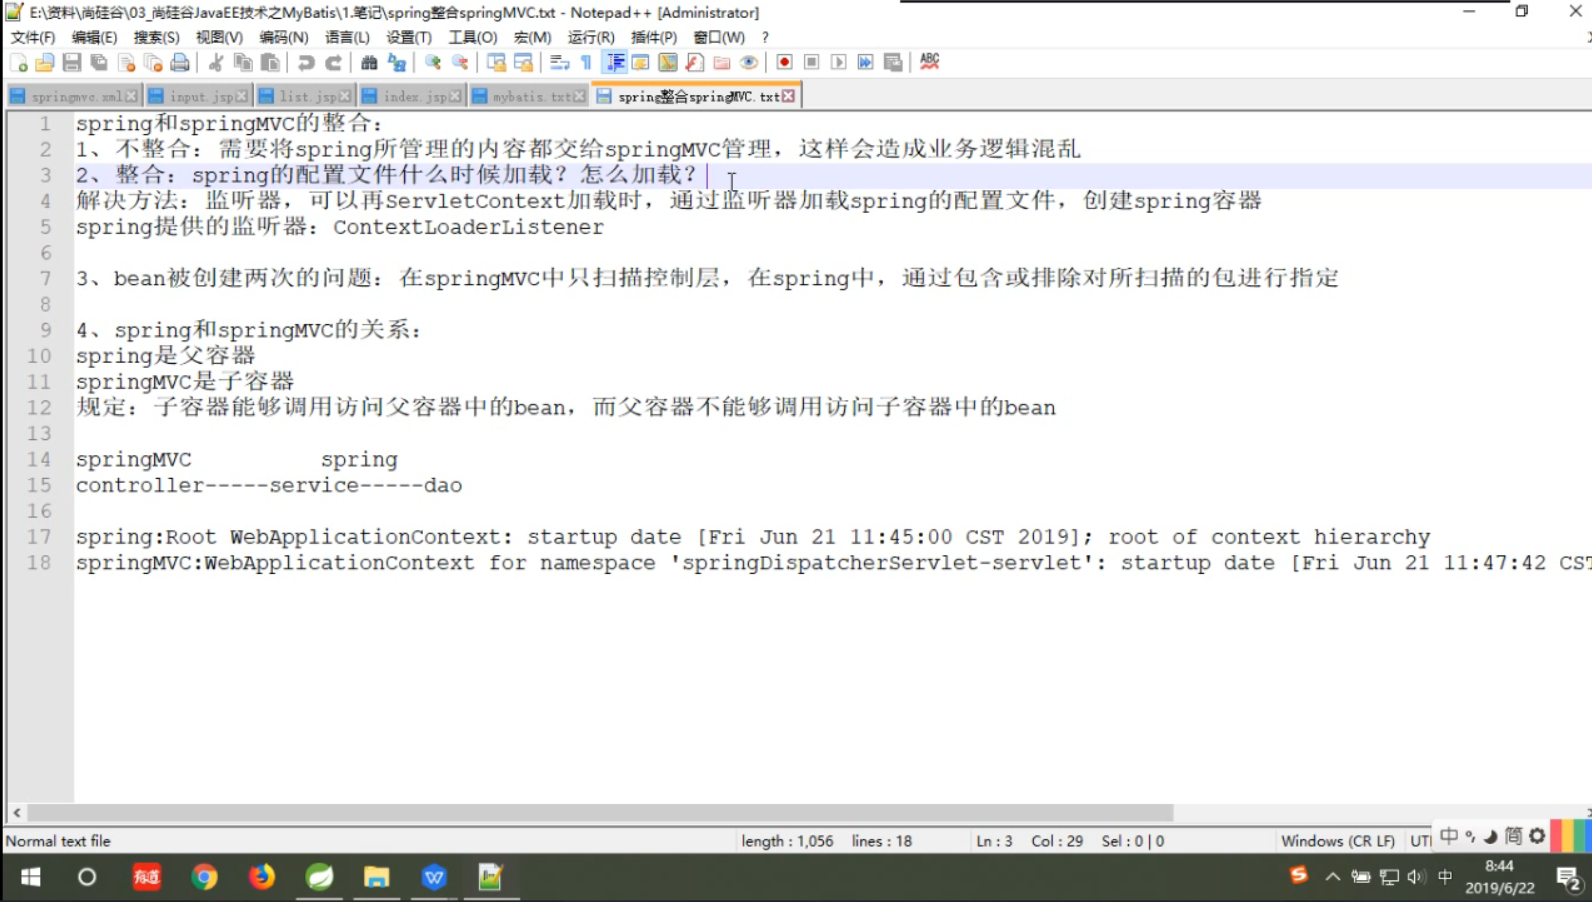 E:\资料\尚硅谷\03_尚硅谷JavaEE技术之MyBatis\1.笔记\spring整合springMVC.txt - Notepad++ [Administrator]
文件(F) 编辑(E) 搜索(S) 视图(V) 编码(N) 语言(L) 设置(T) 工具(O) 宏(M) 运行(R) 插件(P) 窗口(W) ?
springmvc.xml input.jsp list.jsp index.jsp mybatis.txt spring整合springMVC.txt
1 spring和springMVC的整合：
2 1、不整合：需要将spring所管理的内容都交给springMVC管理，这样会造成业务逻辑混乱
3 2、整合：spring的配置文件什么时候加载？怎么加载？
4 解决方法：监听器，可以再ServletContext加载时，通过监听器加载spring的配置文件，创建spring容器
5 spring提供的监听器：ContextLoaderListener
6
7 3、bean被创建两次的问题：在springMVC中只扫描控制层，在spring中，通过包含或排除对所扫描的包进行指定
8
9 4、spring和springMVC的关系：
10 spring是父容器
11 springMVC是子容器
12 规定：子容器能够调用访问父容器中的bean，而父容器不能够调用访问子容器中的bean
13
14 springMVC spring
15 controller-----service-----dao
16
17 spring:Root WebApplicationContext: startup date [Fri Jun 21 11:45:00 CST 2019]; root of context hierarchy
18 springMVC:WebApplicationContext for namespace 'springDispatcherServlet-servlet': startup date [Fri Jun 21 11:47:42 CST
Normal text file length : 1,056 lines : 18 Ln : 3 Col : 29 Sel : 0 | 0 Windows (CR LF) UT 中 简
有道 中 8:44
2019/6/22 2